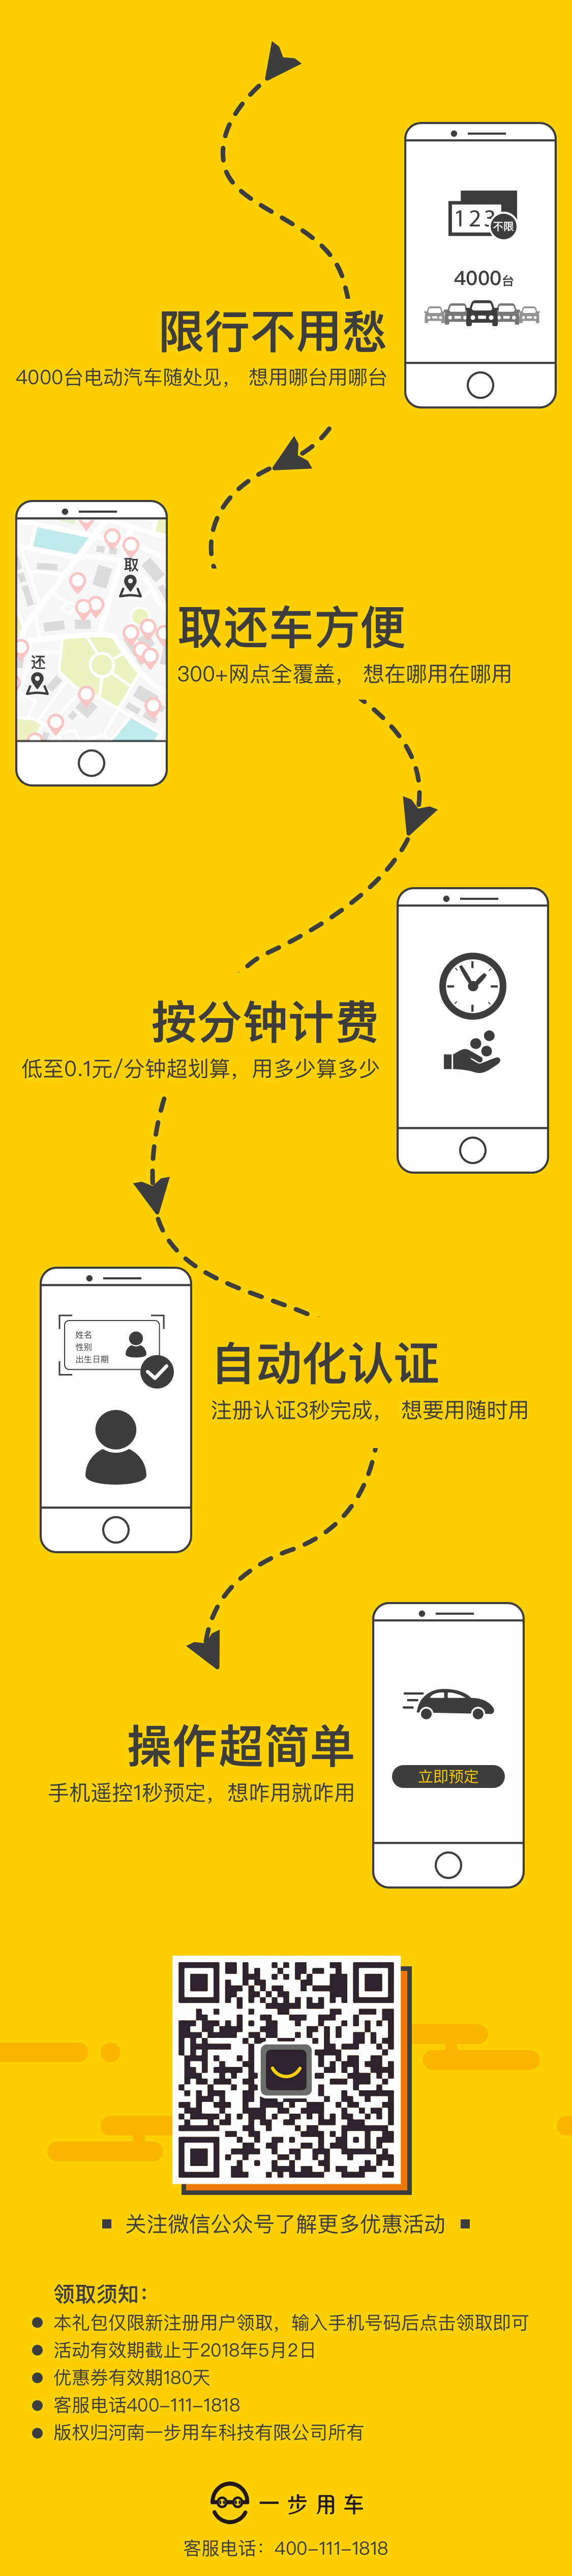 123
不限
4000台
限行不用愁
4000台电动汽车随处见， 想用哪台用哪台
取
还
取还车方便
300+网点全覆盖， 想在哪用在哪用
按分钟计费
低至0.1元/分钟超划算，用多少算多少
姓名
性别
出生日期
自动化认证
注册认证3秒完成， 想要用随时用
操作超简单
手机遥控1秒预定，想咋用就咋用
立即预定
关注微信公众号了解更多优惠活动
领取须知：
本礼包仅限新注册用户领取，输入手机号码后点击领取即可
活动有效期截止于2018年5月2日
优惠券有效期180天
客服电话400-111-1818
版权归河南一步用车科技有限公司所有
一步用车
客服电话：400-111-1818